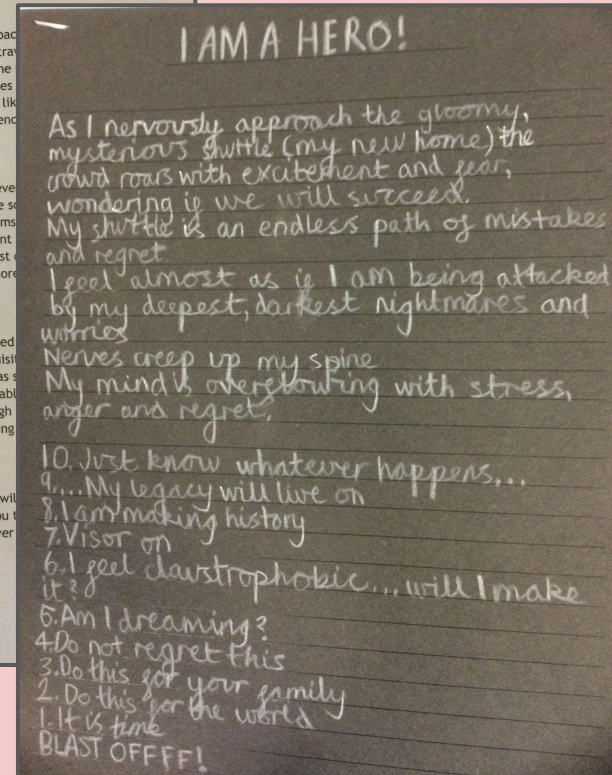 I AM A HERO!
As I nervously approach the gloomy,
mysterious shuttle (my new home) the
crowd roars with excitement and fear,
wondering if we will succeed.
My shuttle is an endless path of mistakes
and regret
I feel almost as if I am being attacked
by my deepest, darkest nightmares and
worries
Nerves creep up my spine
My mind is overflowing with stress,
anger and regret.
10. Just know whatever happens...
9....My legacy will live on
8. I am making history
7. Visor on
6. I feel claustrophobic... will I make
it?
5. Am I dreaming?
4. Do not regret this
3. Do this for your family
2. Do this for the world
1. It is time
BLAST OFFFF!